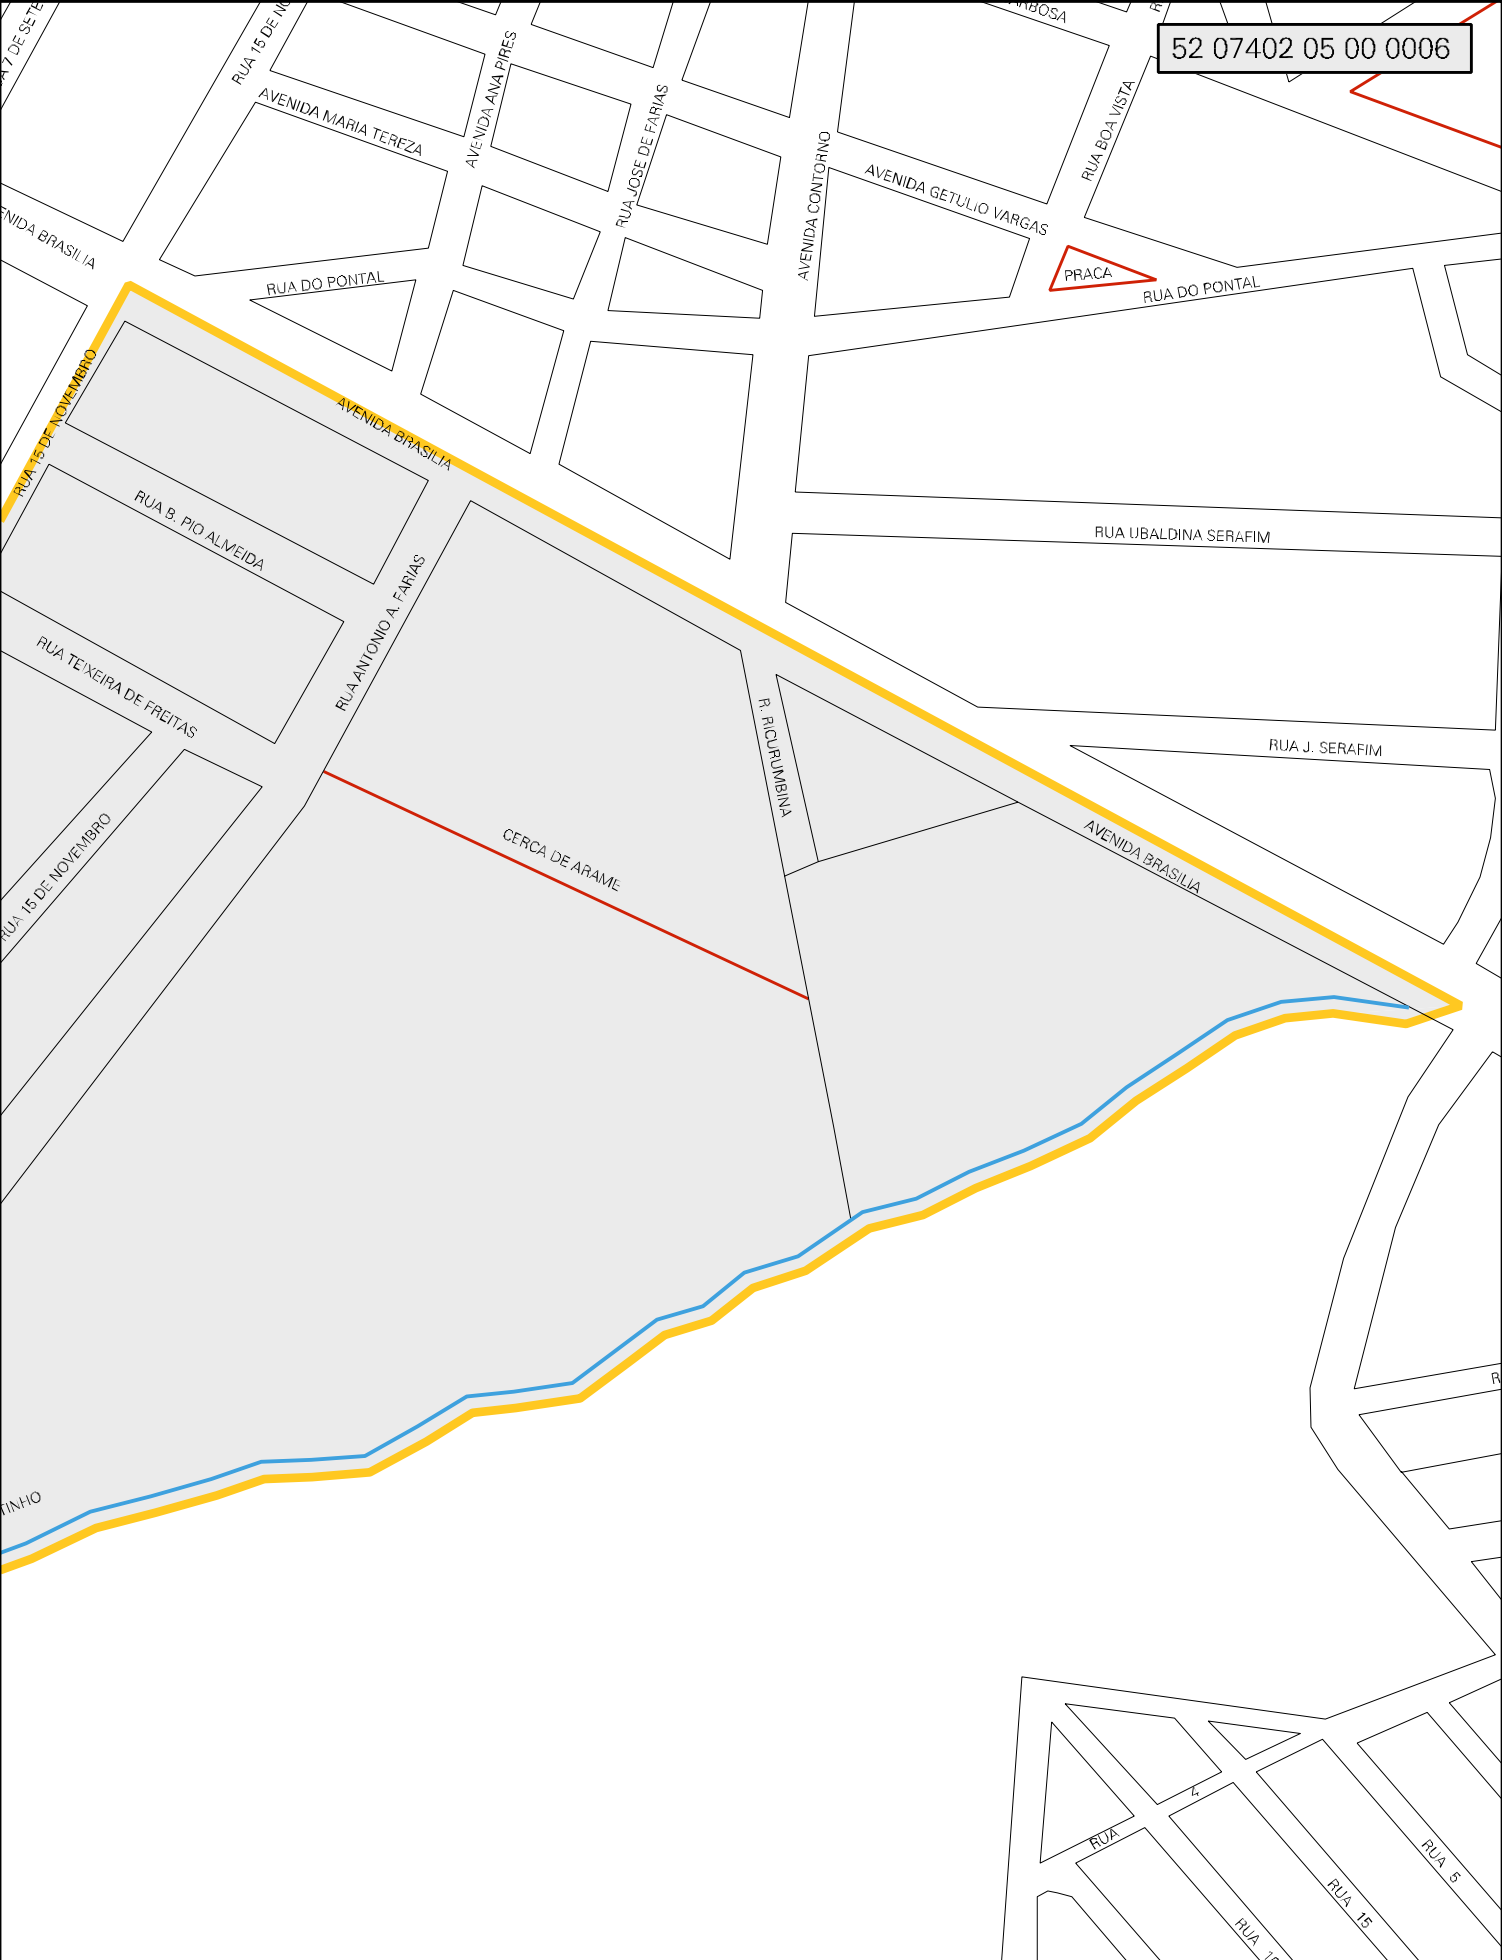 52 07402 05 00 0006
RUA 15 DE
AVENIDA ANA PIRES
AVENIDA MARIA TEREZA
RUA JOSE DE FARIAS
AVENIDA CONTORNO
RUA BOA VISTA
AVENIDA GETULIO VARGAS
BRASILIA
RUA DO PONTAL
PRACA
RUA DO PONTAL
RUA 15 DE NOVEMBRO
AVENIDA BRASILIA
RUA B. PIO ALMEIDA
RUA UBALDINA SERAFIM
RUA ANTONIO A. FARIAS
RUA TEIXEIRA DE FREITAS
R. RICURUMBINA
RUA J. SERAFIM
CERCA DE ARAME
AVENIDA BRASILIA
RUA 15 DE NOVEMBRO
TINHO
RUA 4
RUA 5
RUA 15
RUA